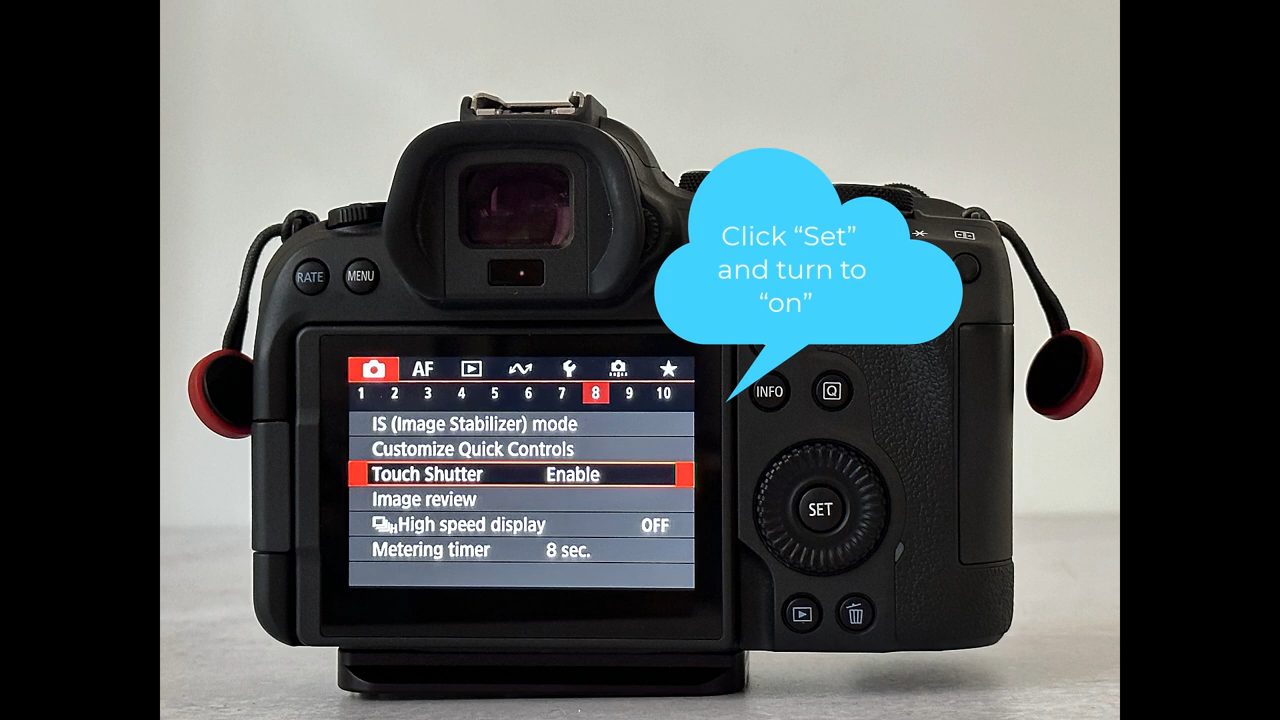 Click “Set”
and turn to
“on”
RATE
MENU
AF
1 2 3 4 5 6 7 8 9 10
IS (Image Stabilizer) mode
Customize Quick Controls
Touch Shutter Enable
Image review
High speed display OFF
Metering timer 8 sec.
INFO
Q
SET